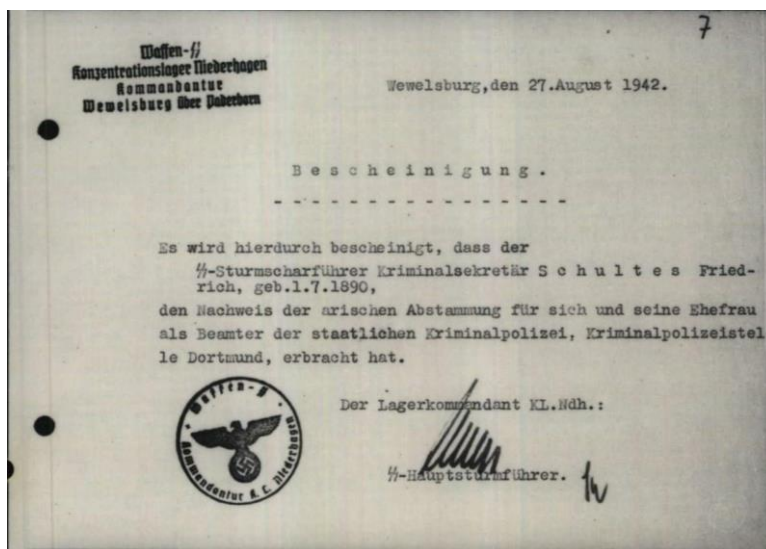 7
Waffen-SS
Konzentrationslager Niederhagen
Kommandantur
Wewelsburg über Paderborn
Wewelsburg,den 27.August 1942.
Bescheinigung.
- - - - - - - - - - - - - - - - -
Es wird hierdurch bescheinigt, dass der
SS-Sturmscharführer Kriminalsekretär Schultes Fried-
rich, geb.1.7.1890,
den Nachweis der arischen Abstammung für sich und seine Ehefrau
als Beamter der staatlichen Kriminalpolizei, Kriminalpolizeistel
le Dortmund, erbracht hat.
Der Lagerkommandant KL.Ndh.:
SS-Hauptsturmführer.
Waffen-SS
Kommandantur K. L. Niederhagen